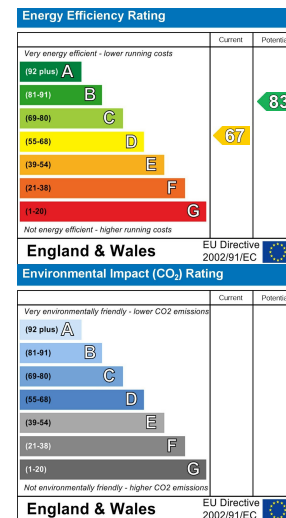 Energy Efficiency Rating
Current Potentia
Very energy efficient - lower running costs
(92 plus) A
(81-91) B
83
(69-80) C
(55-68) D
67
(39-54) E
(21-38) F
(1-20) G
Not energy efficient - higher running costs
England & Wales
EU Directive
2002/91/EC
Environmental Impact (CO2) Rating
Current Potentia
Very environmentally friendly - lower CO2 emissions
(92 plus) A
(81-91) B
(69-80) C
(55-68) D
(39-54) E
(21-38) F
(1-20) G
Not environmentally friendly - higher CO2 emissions
England & Wales
EU Directive
2002/91/EC